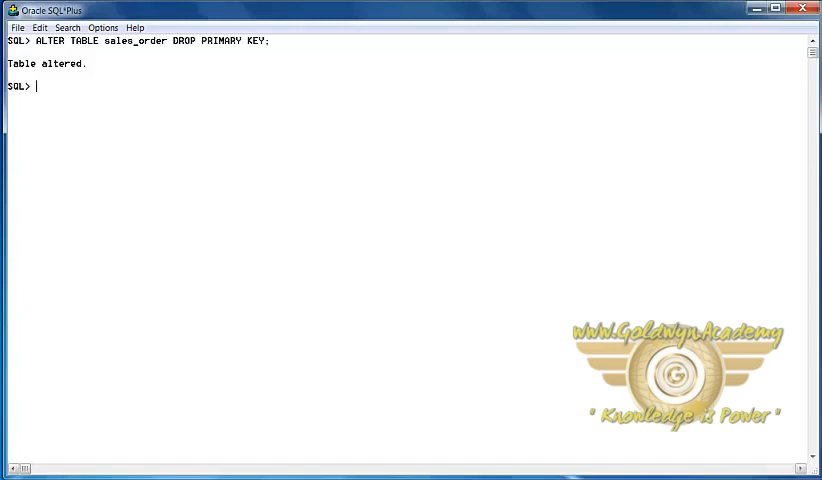 Oracle SQL*Plus
File Edit Search Options Help
SQL> ALTER TABLE sales_order DROP PRIMARY KEY;
Table altered.
SQL>
www.GoldwynAcademy
G
" Knowledge is Power "